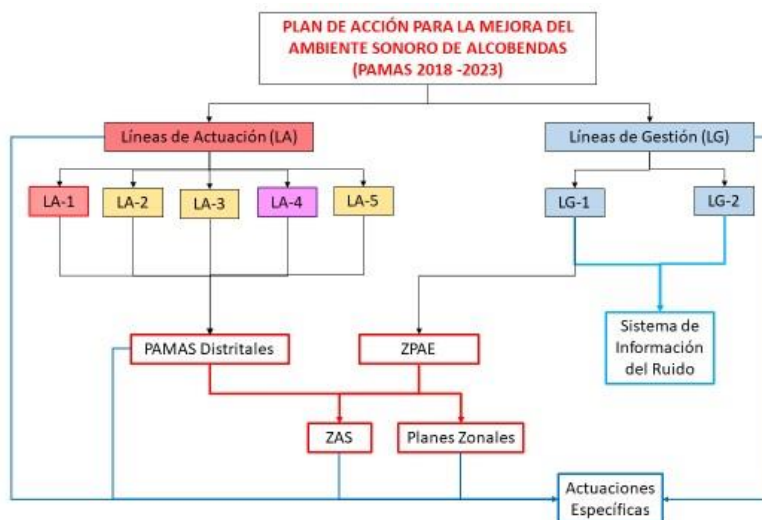 PLAN DE ACCIÓN PARA LA MEJORA DEL
AMBIENTE SONORO DE ALCOBENDAS
(PAMAS 2018 -2023)
Líneas de Actuación (LA)
Líneas de Gestión (LG)
LA-1
LA-2
LA-3
LA-4
LA-5
LG-1
LG-2
PAMAS Distritales
ZPAE
Sistema de
Información
del Ruido
ZAS
Planes Zonales
Actuaciones
Específicas